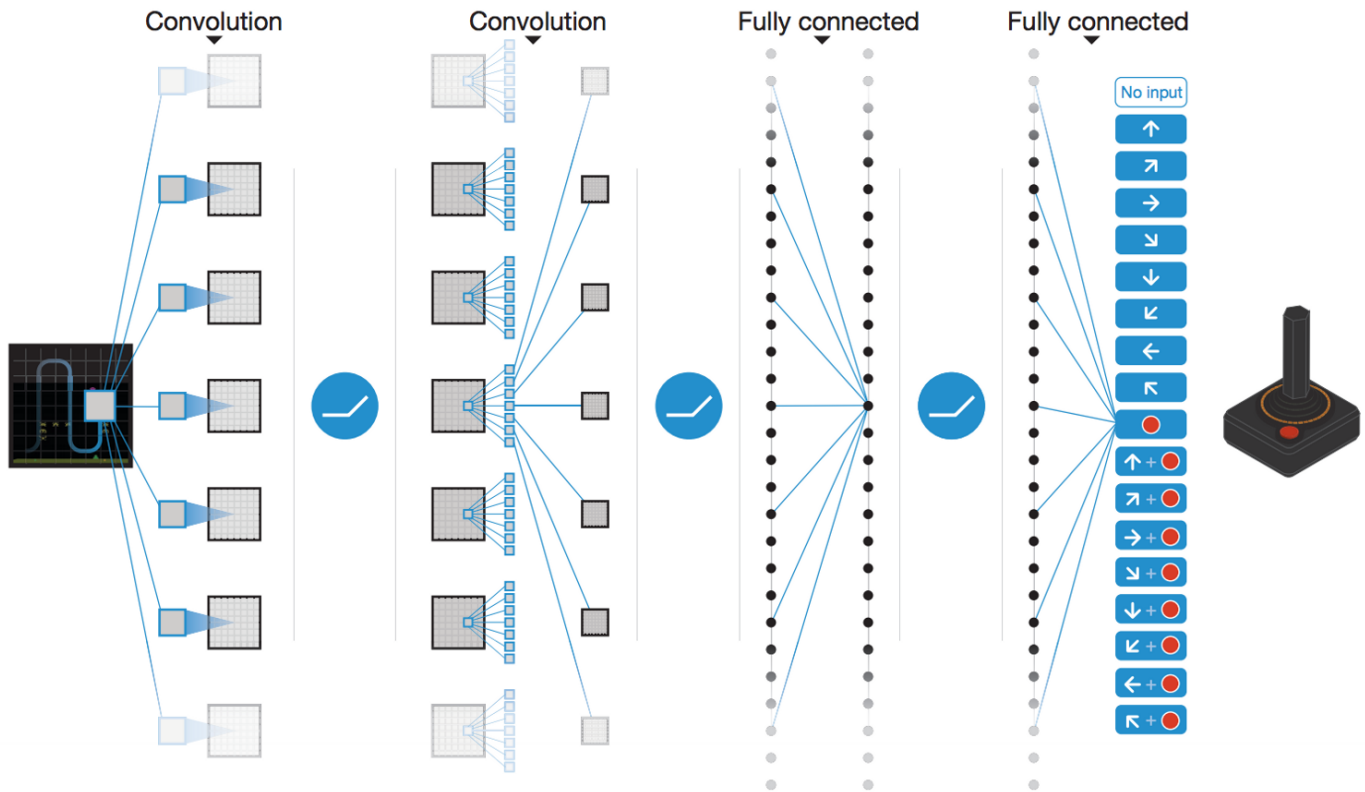 Convolution
Convolution
Fully connected
Fully connected
No input
+
+
+
+
+
+
+
+